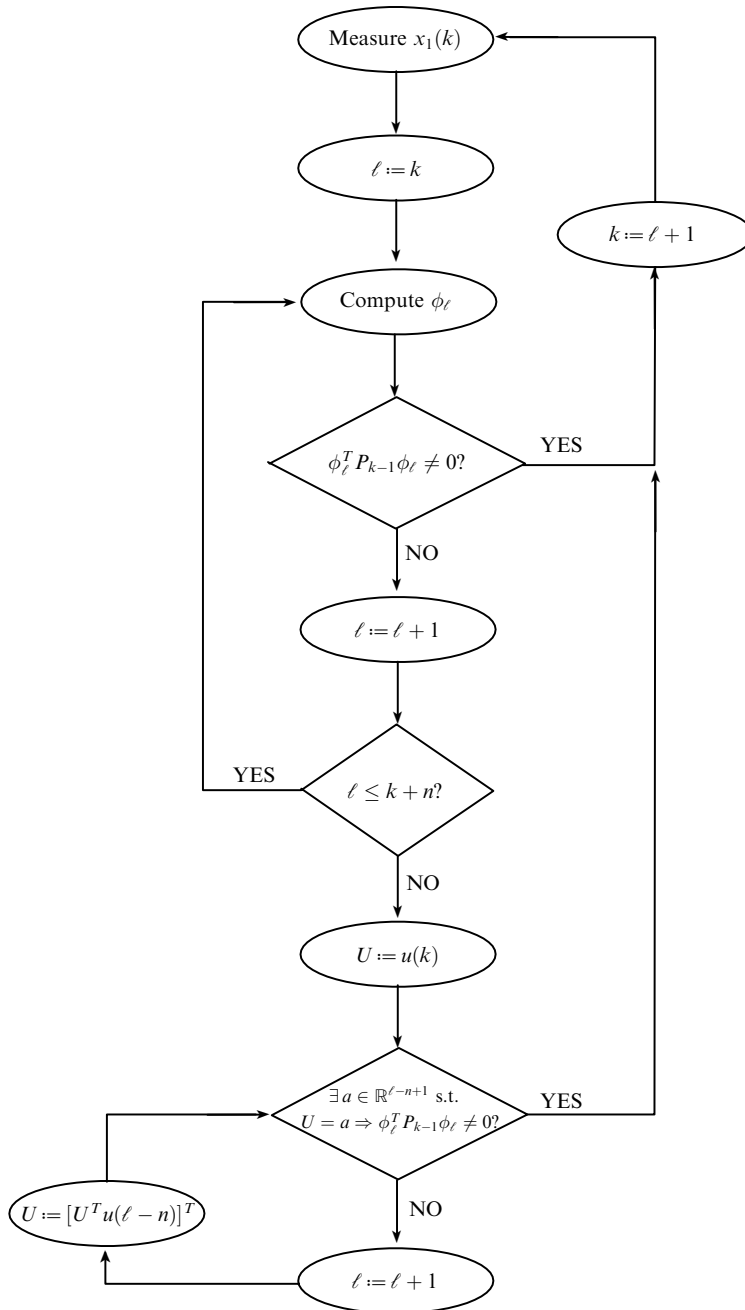 Measure x₁(k)
ℓ := k
k := ℓ + 1
Compute ϕ_ℓ
ϕ_ℓ^T P_{k−1} ϕ_ℓ ≠ 0?
YES
NO
ℓ := ℓ + 1
YES
ℓ ≤ k + n?
NO
U := u(k)
∃ a ∈ ℝ^{ℓ−n+1} s.t.
U = a ⇒ ϕ_ℓ^T P_{k−1} ϕ_ℓ ≠ 0?
YES
NO
U := [U^T u(ℓ − n)]^T
ℓ := ℓ + 1